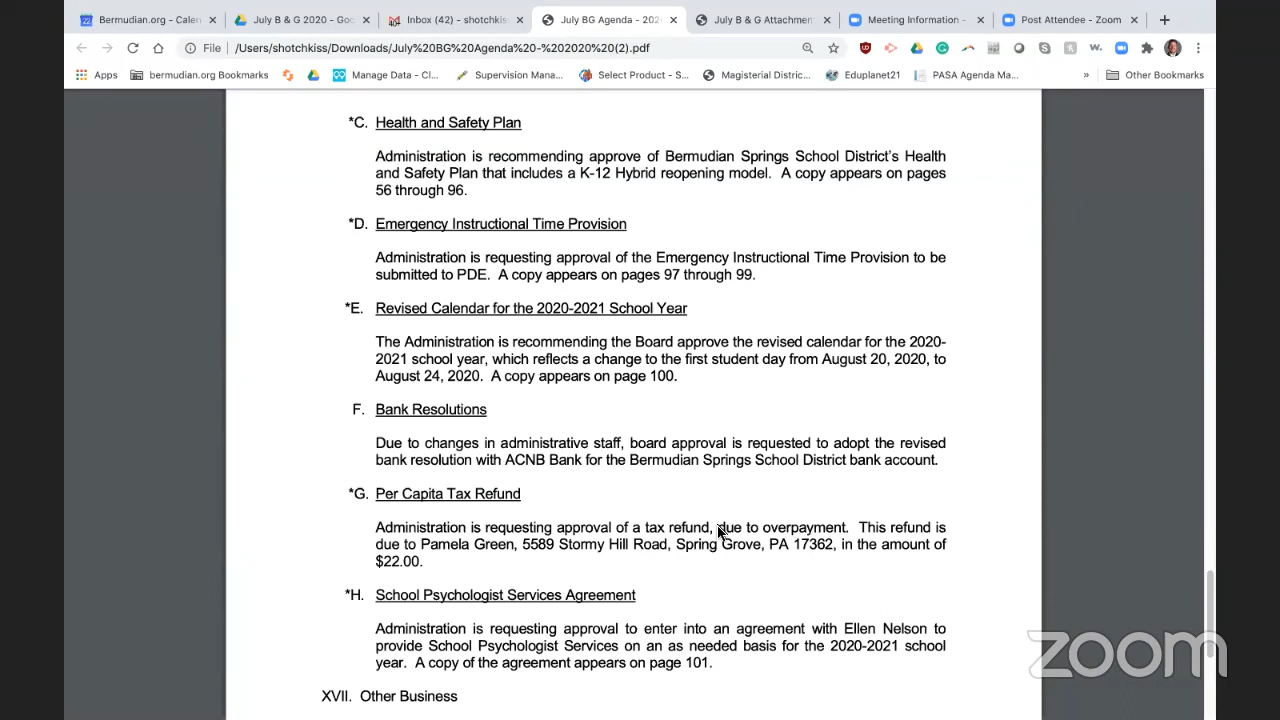 Bermudian.org - Calen
July B & G 2020 - Goo
Inbox (42) - shotchkiss
July BG Agenda - 202
July B & G Attachment
Meeting Information -
Post Attendee - Zoom
File /Users/shotchkiss/Downloads/July%20BG%20Agenda%20-%202020%20(2).pdf
Apps bermudian.org Bookmarks Manage Data - Cl... Supervision Mana... Select Product - S... Magisterial Distric... Eduplanet21 PASA Agenda Ma... » Other Bookmarks
*C. Health and Safety Plan
Administration is recommending approve of Bermudian Springs School District's Health
and Safety Plan that includes a K-12 Hybrid reopening model. A copy appears on pages
56 through 96.
*D. Emergency Instructional Time Provision
Administration is requesting approval of the Emergency Instructional Time Provision to be
submitted to PDE. A copy appears on pages 97 through 99.
*E. Revised Calendar for the 2020-2021 School Year
The Administration is recommending the Board approve the revised calendar for the 2020-
2021 school year, which reflects a change to the first student day from August 20, 2020, to
August 24, 2020. A copy appears on page 100.
F. Bank Resolutions
Due to changes in administrative staff, board approval is requested to adopt the revised
bank resolution with ACNB Bank for the Bermudian Springs School District bank account.
*G. Per Capita Tax Refund
Administration is requesting approval of a tax refund, due to overpayment. This refund is
due to Pamela Green, 5589 Stormy Hill Road, Spring Grove, PA 17362, in the amount of
$22.00.
*H. School Psychologist Services Agreement
Administration is requesting approval to enter into an agreement with Ellen Nelson to
provide School Psychologist Services on an as needed basis for the 2020-2021 school
year. A copy of the agreement appears on page 101.
XVII. Other Business
zoom